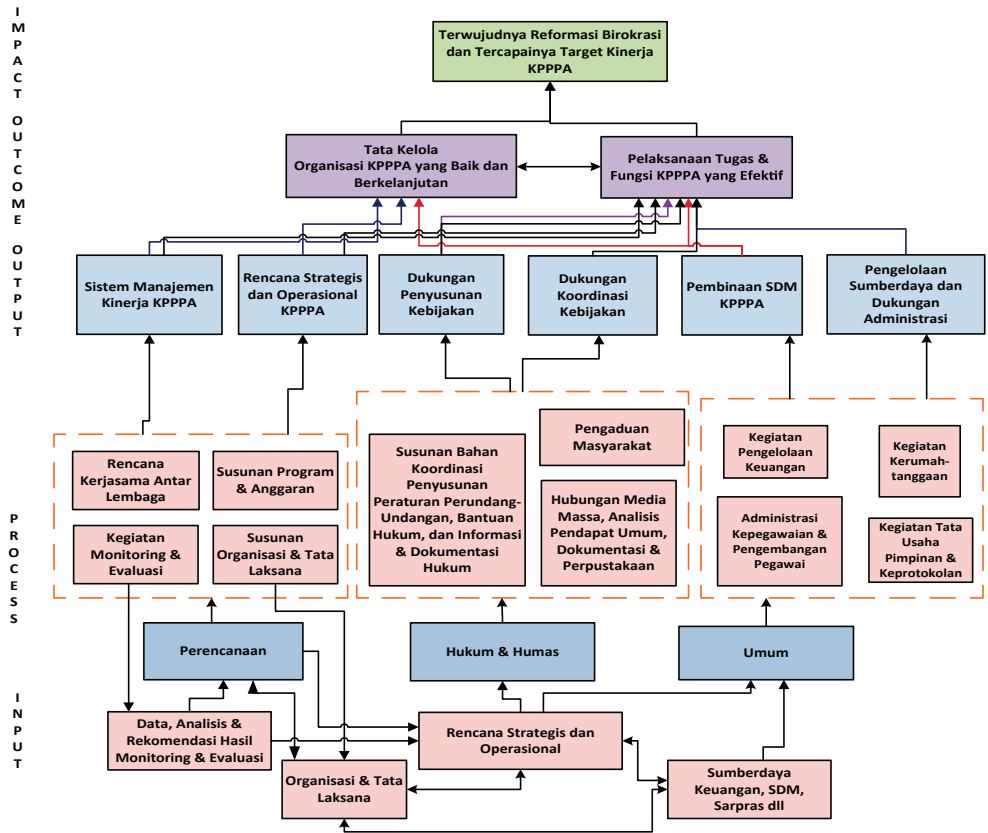 IMPACT
OUTCOME
OUTPUT
PROCESS
INPUT
Terwujudnya Reformasi Birokrasi
dan Tercapainya Target Kinerja
KPPPA
Tata Kelola
Organisasi KPPPA yang Baik dan
Berkelanjutan
Pelaksanaan Tugas &
Fungsi KPPPA yang Efektif
Sistem Manajemen
Kinerja KPPPA
Rencana Strategis
dan Operasional
KPPPA
Dukungan
Penyusunan
Kebijakan
Dukungan
Koordinasi
Kebijakan
Pembinaan SDM
KPPPA
Pengelolaan
Sumberdaya dan
Dukungan
Administrasi
Rencana
Kerjasama Antar
Lembaga
Susunan Program
& Anggaran
Kegiatan
Monitoring &
Evaluasi
Susunan
Organisasi & Tata
Laksana
Susunan Bahan
Koordinasi
Penyusunan
Peraturan Perundang-
Undangan, Bantuan
Hukum, dan Informasi
& Dokumentasi
Hukum
Pengaduan
Masyarakat
Hubungan Media
Massa, Analisis
Pendapat Umum,
Dokumentasi &
Perpustakaan
Kegiatan
Pengelolaan
Keuangan
Kegiatan
Kerumah-
tanggaan
Administrasi
Kepegawaian &
Pengembangan
Pegawai
Kegiatan Tata
Usaha
Pimpinan &
Keprotokolan
Perencanaan
Hukum & Humas
Umum
Data, Analisis &
Rekomendasi Hasil
Monitoring & Evaluasi
Organisasi & Tata
Laksana
Rencana Strategis dan
Operasional
Sumberdaya
Keuangan, SDM,
Sarpras dll